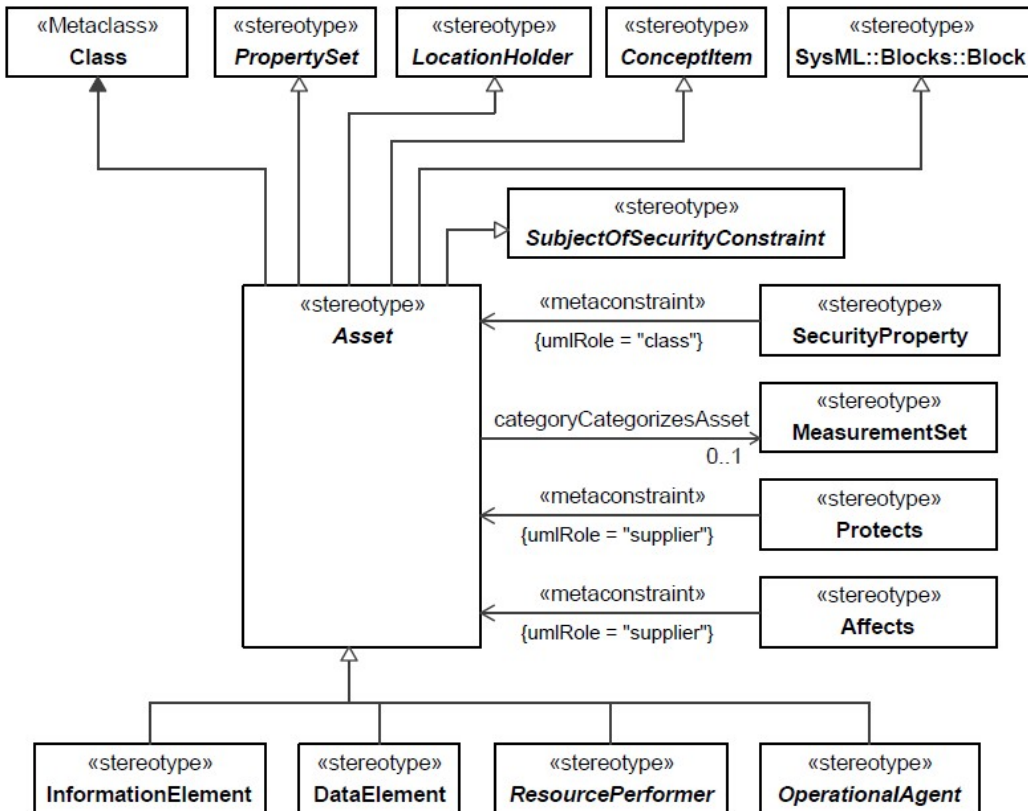 «Metaclass»
Class
«stereotype»
PropertySet
«stereotype»
LocationHolder
«stereotype»
ConceptItem
«stereotype»
SysML::Blocks::Block
«stereotype»
SubjectOfSecurityConstraint
«stereotype»
Asset
«metaconstraint»
{umlRole = "class"}
«stereotype»
SecurityProperty
categoryCategorizesAsset
0..1
«stereotype»
MeasurementSet
«metaconstraint»
{umlRole = "supplier"}
«stereotype»
Protects
«metaconstraint»
{umlRole = "supplier"}
«stereotype»
Affects
«stereotype»
InformationElement
«stereotype»
DataElement
«stereotype»
ResourcePerformer
«stereotype»
OperationalAgent